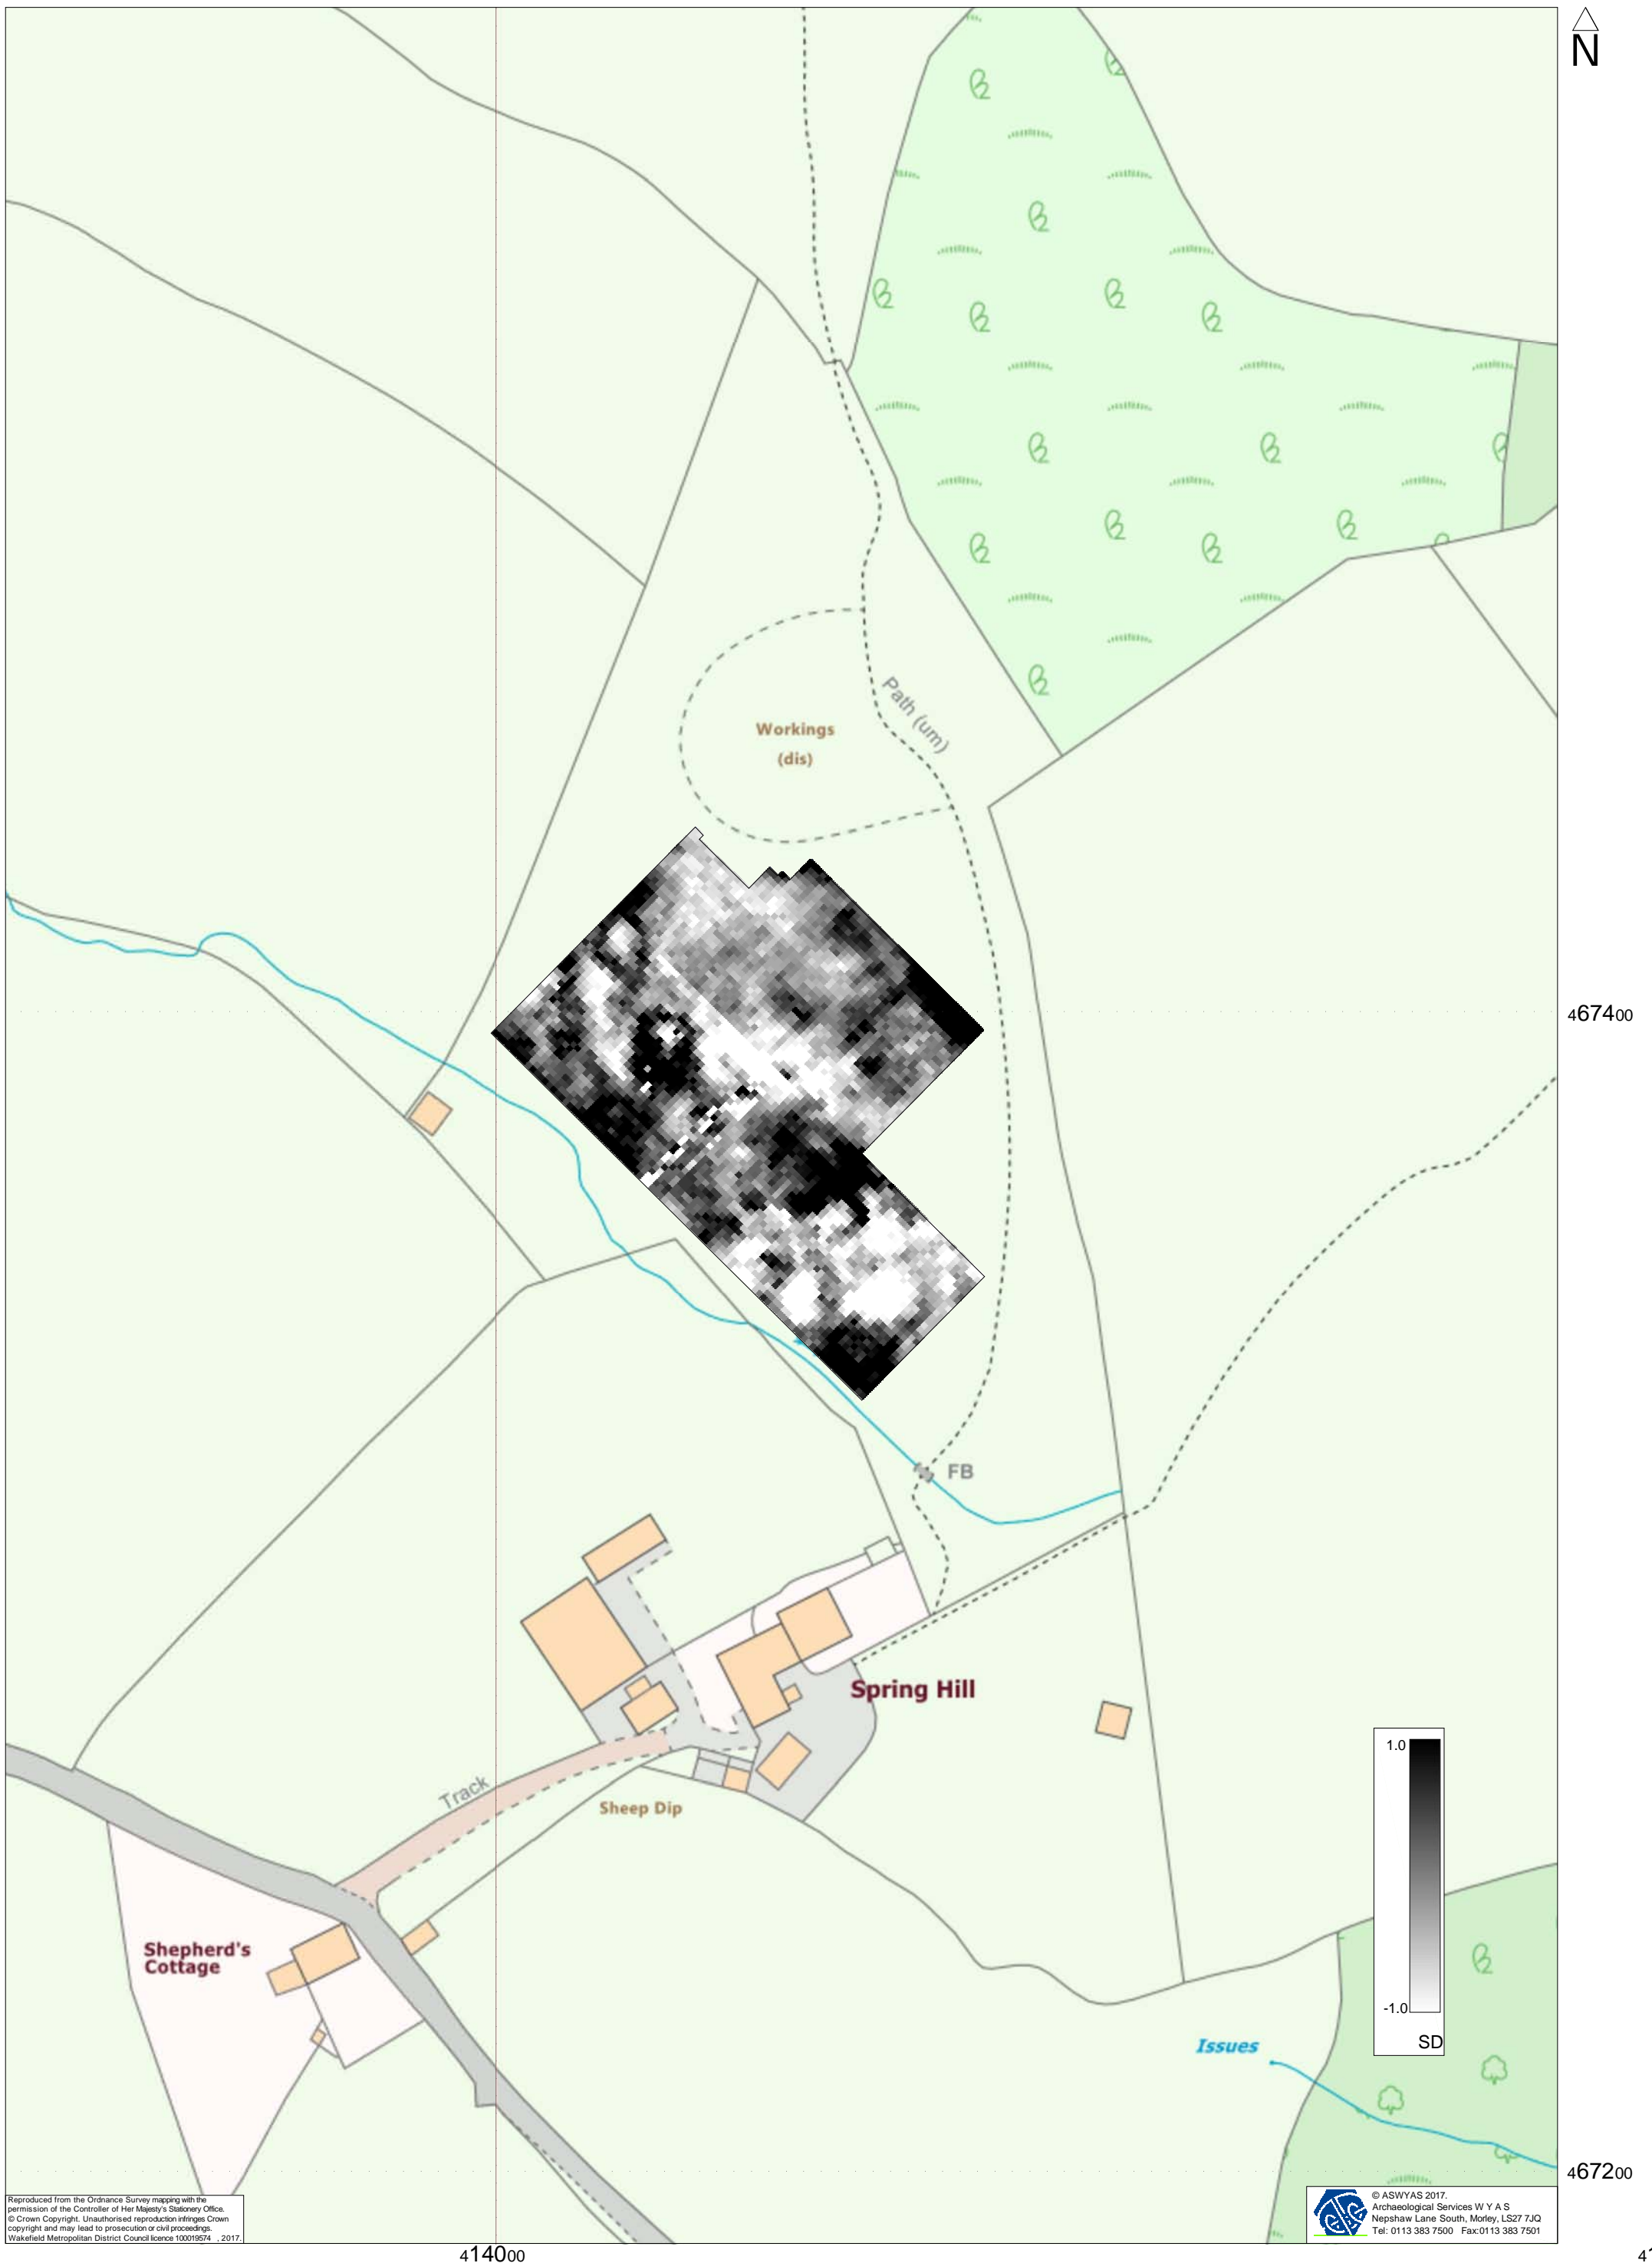 N
Path (um)
Workings
(dis)
467400
FB
Spring Hill
Track
Sheep Dip
Shepherd's
Cottage
1.0
-1.0
SD
Issues
467200
Reproduced from the Ordnance Survey mapping with the
permission of the Controller of Her Majesty's Stationery Office.
© Crown Copyright. Unauthorised reproduction infringes Crown
copyright and may lead to prosecution or civil proceedings.
Wakefield Metropolitan District Council licence 100019574 , 2017.
© ASWYAS 2017.
Archaeological Services W Y A S
Nepshaw Lane South, Morley, LS27 7JQ
Tel: 0113 383 7500 Fax:0113 383 7501
414000